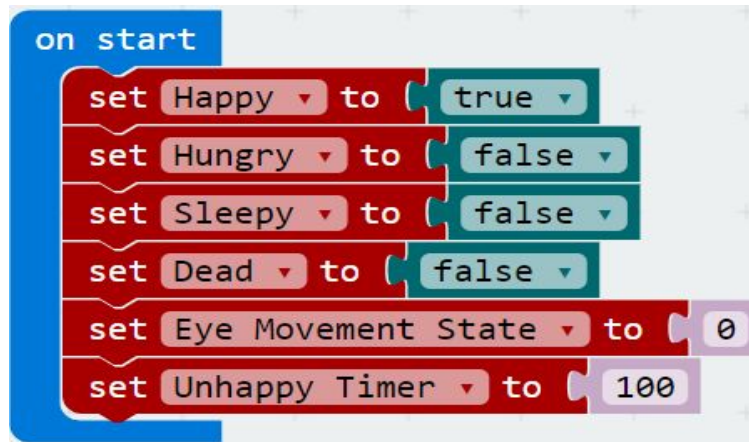 on start
set Happy to true
set Hungry to false
set Sleepy to false
set Dead to false
set Eye Movement State to 0
set Unhappy Timer to 100